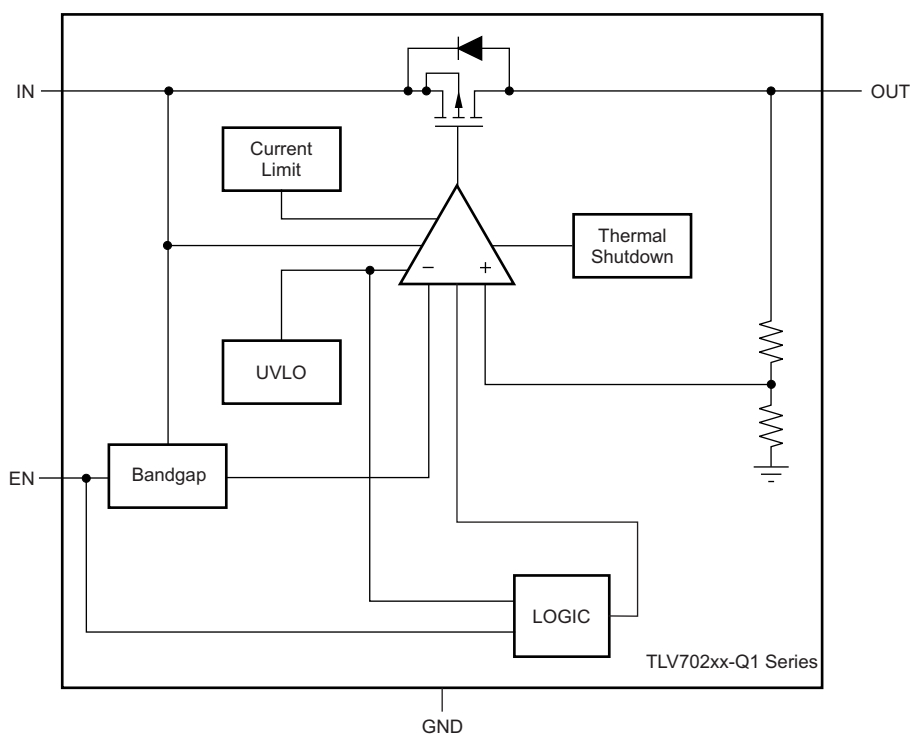 IN
OUT
Current
Limit
Thermal
Shutdown
− +
UVLO
EN
Bandgap
LOGIC
TLV702xx-Q1 Series
GND